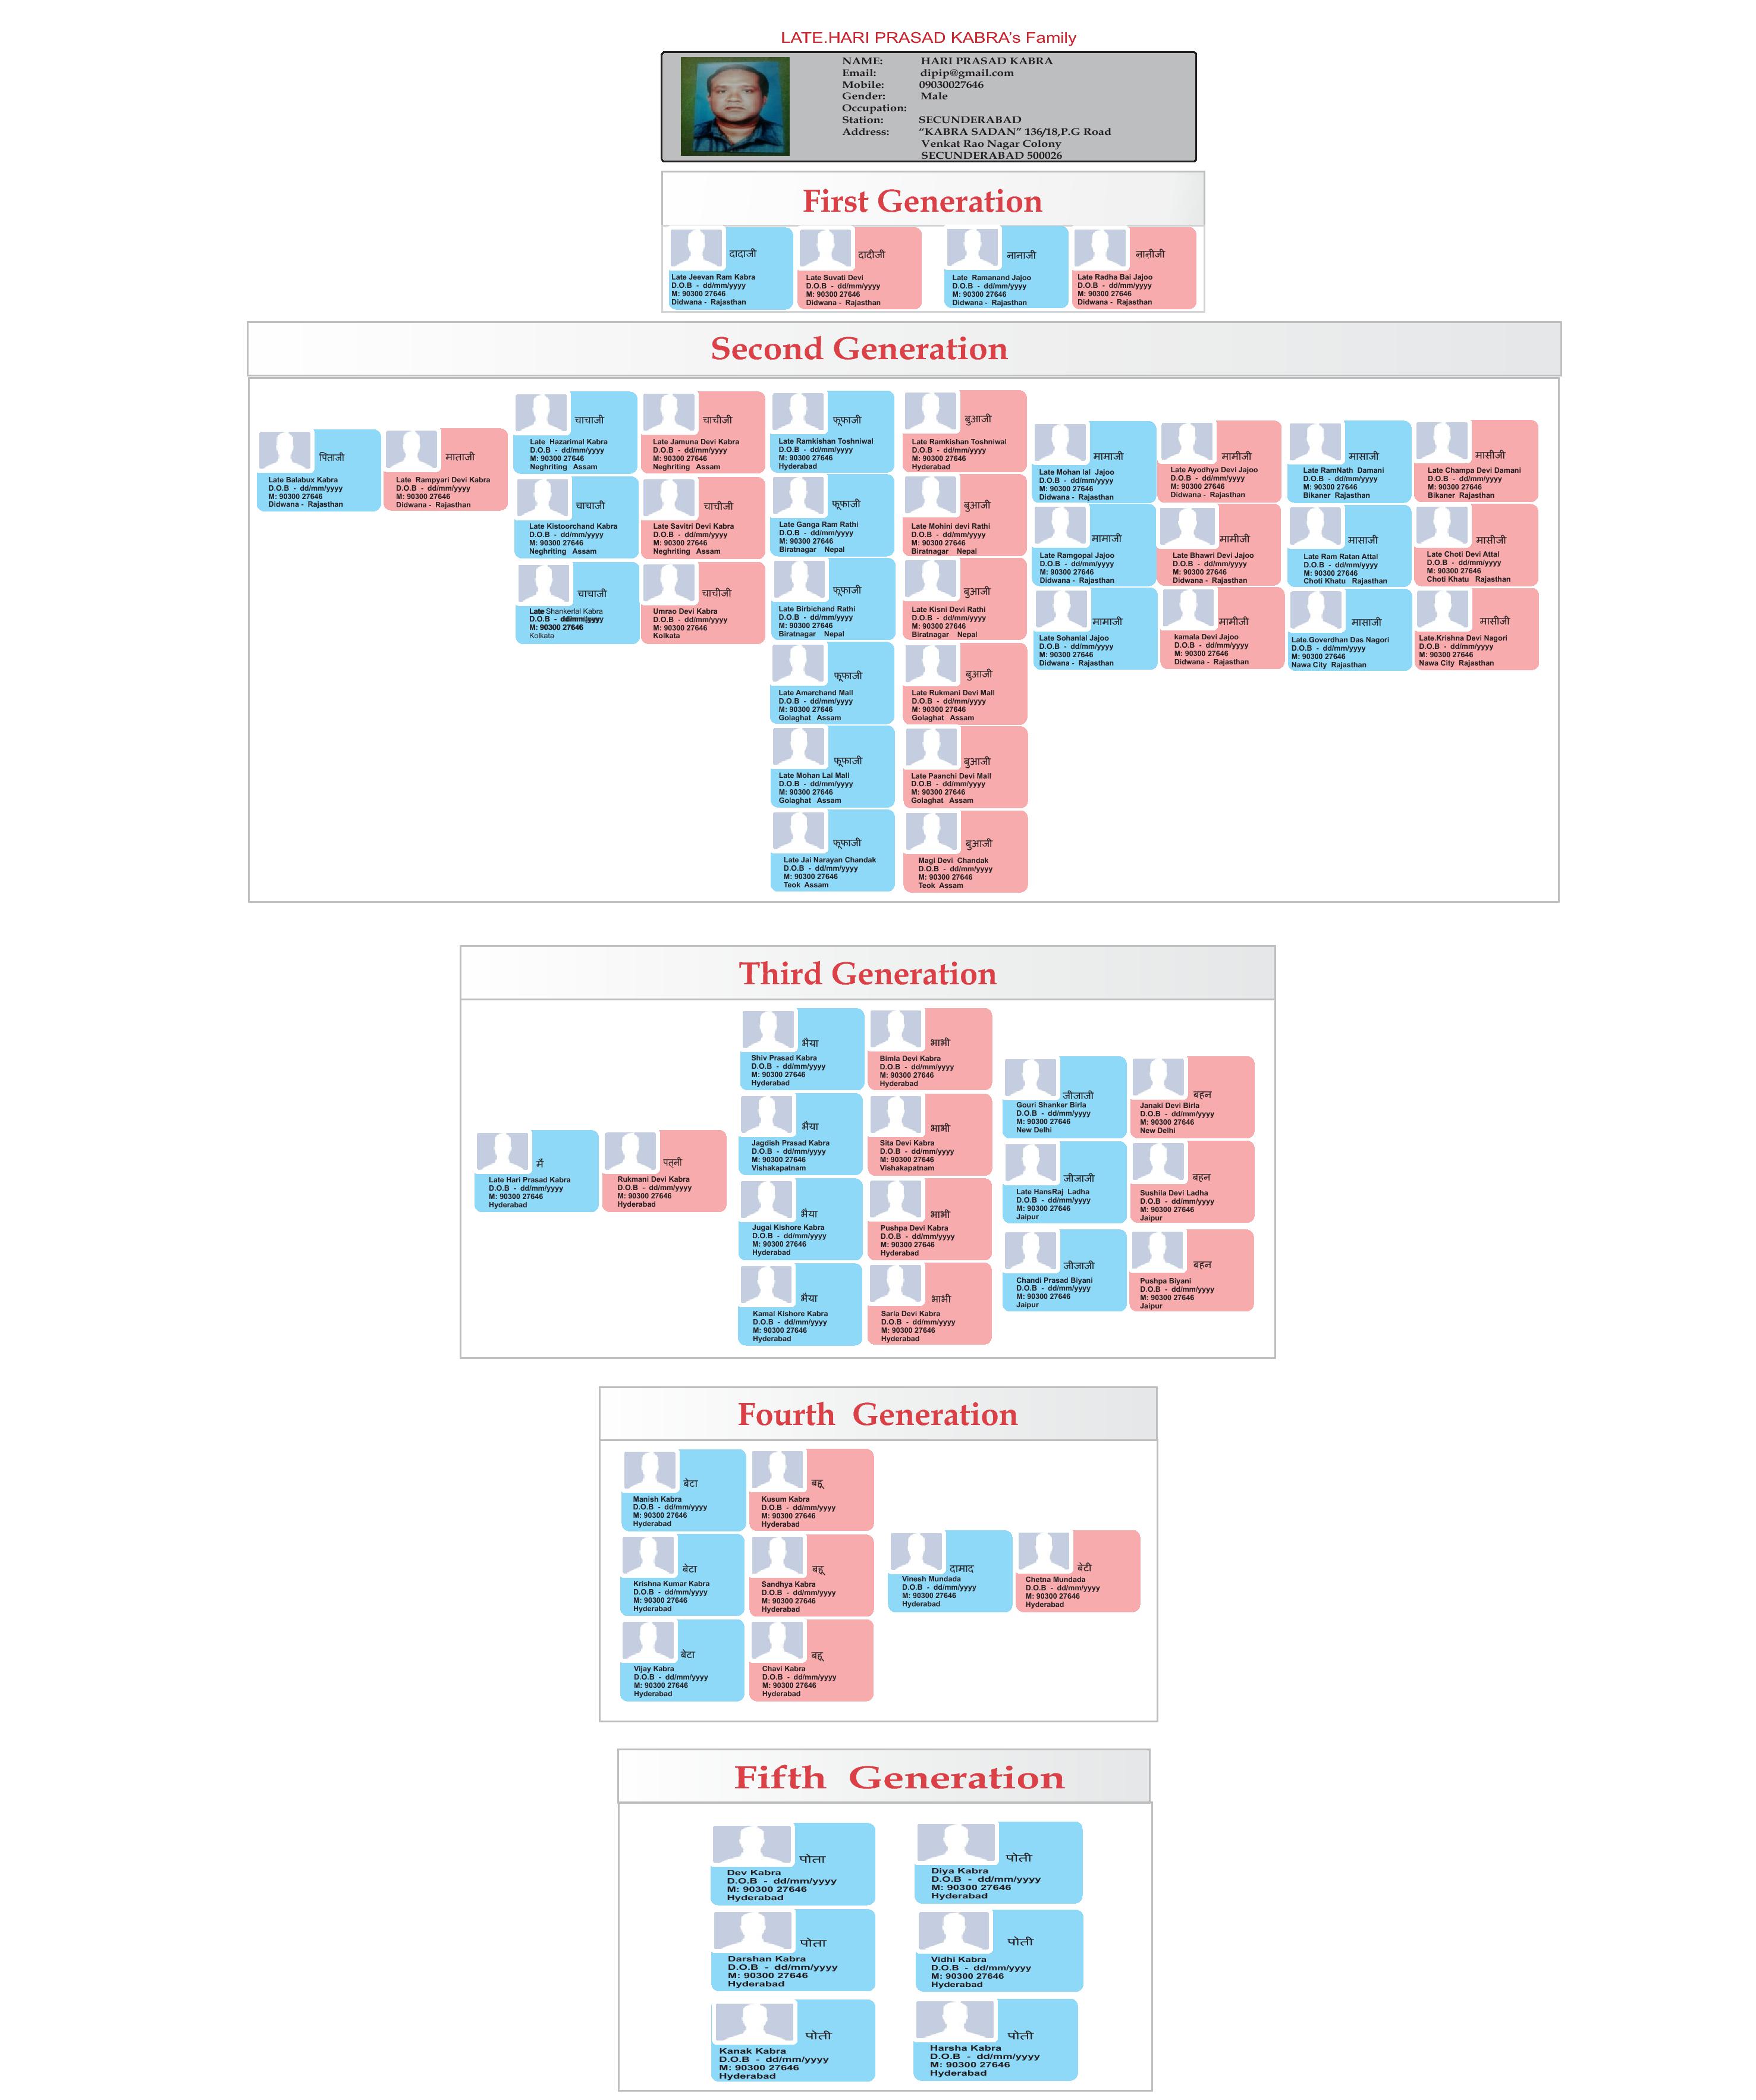 LATE.HARI PRASAD KABRA's Family
NAME: HARI PRASAD KABRA
Email: dipip@gmail.com
Mobile: 09030027646
Gender: Male
Occupation:
Station: SECUNDERABAD
Address: “KABRA SADAN” 136/18,P.G Road
Venkat Rao Nagar Colony
SECUNDERABAD 500026
First Generation
दादाजी
Late Jeevan Ram Kabra
D.O.B - dd/mm/yyyy
M: 90300 27646
Didwana - Rajasthan
दादीजी
Late Suvati Devi
D.O.B - dd/mm/yyyy
M: 90300 27646
Didwana - Rajasthan
नानाजी
Late Ramanand Jajoo
D.O.B - dd/mm/yyyy
M: 90300 27646
Didwana - Rajasthan
नानीजी
Late Radha Bai Jajoo
D.O.B - dd/mm/yyyy
M: 90300 27646
Didwana - Rajasthan
Second Generation
पिताजी
Late Balabux Kabra
D.O.B - dd/mm/yyyy
M: 90300 27646
Didwana - Rajasthan
माताजी
Late Rampyari Devi Kabra
D.O.B - dd/mm/yyyy
M: 90300 27646
Didwana - Rajasthan
चाचाजी
Late Hazarimal Kabra
D.O.B - dd/mm/yyyy
M: 90300 27646
Neghriting Assam
चाचीजी
Late Jamuna Devi Kabra
D.O.B - dd/mm/yyyy
M: 90300 27646
Neghriting Assam
चाचाजी
Late Kistoorchand Kabra
D.O.B - dd/mm/yyyy
M: 90300 27646
Neghriting Assam
चाचीजी
Late Savitri Devi Kabra
D.O.B - dd/mm/yyyy
M: 90300 27646
Neghriting Assam
चाचाजी
Late Shankerlal Kabra
D.O.B - dd/mm/yyyy
M: 90300 27646
Kolkata
चाचीजी
Umrao Devi Kabra
D.O.B - dd/mm/yyyy
M: 90300 27646
Kolkata
फूफाजी
Late Ramkishan Toshniwal
D.O.B - dd/mm/yyyy
M: 90300 27646
Hyderabad
बुआजी
Late Ramkishan Toshniwal
D.O.B - dd/mm/yyyy
M: 90300 27646
Hyderabad
फूफाजी
Late Ganga Ram Rathi
D.O.B - dd/mm/yyyy
M: 90300 27646
Biratnagar Nepal
बुआजी
Late Mohini devi Rathi
D.O.B - dd/mm/yyyy
M: 90300 27646
Biratnagar Nepal
फूफाजी
Late Birbichand Rathi
D.O.B - dd/mm/yyyy
M: 90300 27646
Biratnagar Nepal
बुआजी
Late Kisni Devi Rathi
D.O.B - dd/mm/yyyy
M: 90300 27646
Biratnagar Nepal
फूफाजी
Late Amarchand Mall
D.O.B - dd/mm/yyyy
M: 90300 27646
Golaghat Assam
बुआजी
Late Rukmani Devi Mall
D.O.B - dd/mm/yyyy
M: 90300 27646
Golaghat Assam
फूफाजी
Late Mohan Lal Mall
D.O.B - dd/mm/yyyy
M: 90300 27646
Golaghat Assam
बुआजी
Late Paanchi Devi Mall
D.O.B - dd/mm/yyyy
M: 90300 27646
Golaghat Assam
फूफाजी
Late Jai Narayan Chandak
D.O.B - dd/mm/yyyy
M: 90300 27646
Teok Assam
बुआजी
Magi Devi Chandak
D.O.B - dd/mm/yyyy
M: 90300 27646
Teok Assam
मामाजी
Late Mohan lal Jajoo
D.O.B - dd/mm/yyyy
M: 90300 27646
Didwana - Rajasthan
मामीजी
Late Ayodhya Devi Jajoo
D.O.B - dd/mm/yyyy
M: 90300 27646
Didwana - Rajasthan
मामाजी
Late Ramgopal Jajoo
D.O.B - dd/mm/yyyy
M: 90300 27646
Didwana - Rajasthan
मामीजी
Late Bhawri Devi Jajoo
D.O.B - dd/mm/yyyy
M: 90300 27646
Didwana - Rajasthan
मामाजी
Late Sohanlal Jajoo
D.O.B - dd/mm/yyyy
M: 90300 27646
Didwana - Rajasthan
मामीजी
kamala Devi Jajoo
D.O.B - dd/mm/yyyy
M: 90300 27646
Didwana - Rajasthan
मासाजी
Late RamNath Damani
D.O.B - dd/mm/yyyy
M: 90300 27646
Bikaner Rajasthan
मासीजी
Late Champa Devi Damani
D.O.B - dd/mm/yyyy
M: 90300 27646
Bikaner Rajasthan
मासाजी
Late Ram Ratan Attal
D.O.B - dd/mm/yyyy
M: 90300 27646
Choti Khatu Rajasthan
मासीजी
Late Choti Devi Attal
D.O.B - dd/mm/yyyy
M: 90300 27646
Choti Khatu Rajasthan
मासाजी
Late.Goverdhan Das Nagori
D.O.B - dd/mm/yyyy
M: 90300 27646
Nawa City Rajasthan
मासीजी
Late.Krishna Devi Nagori
D.O.B - dd/mm/yyyy
M: 90300 27646
Nawa City Rajasthan
Third Generation
मैं
Late Hari Prasad Kabra
D.O.B - dd/mm/yyyy
M: 90300 27646
Hyderabad
पत्नी
Rukmani Devi Kabra
D.O.B - dd/mm/yyyy
M: 90300 27646
Hyderabad
भैया
Shiv Prasad Kabra
D.O.B - dd/mm/yyyy
M: 90300 27646
Hyderabad
भाभी
Bimla Devi Kabra
D.O.B - dd/mm/yyyy
M: 90300 27646
Hyderabad
भैया
Jagdish Prasad Kabra
D.O.B - dd/mm/yyyy
M: 90300 27646
Vishakapatnam
भाभी
Sita Devi Kabra
D.O.B - dd/mm/yyyy
M: 90300 27646
Vishakapatnam
भैया
Jugal Kishore Kabra
D.O.B - dd/mm/yyyy
M: 90300 27646
Hyderabad
भाभी
Pushpa Devi Kabra
D.O.B - dd/mm/yyyy
M: 90300 27646
Hyderabad
भैया
Kamal Kishore Kabra
D.O.B - dd/mm/yyyy
M: 90300 27646
Hyderabad
भाभी
Sarla Devi Kabra
D.O.B - dd/mm/yyyy
M: 90300 27646
Hyderabad
जीजाजी
Gouri Shanker Birla
D.O.B - dd/mm/yyyy
M: 90300 27646
New Delhi
बहन
Janaki Devi Birla
D.O.B - dd/mm/yyyy
M: 90300 27646
New Delhi
जीजाजी
Late HansRaj Ladha
D.O.B - dd/mm/yyyy
M: 90300 27646
Jaipur
बहन
Sushila Devi Ladha
D.O.B - dd/mm/yyyy
M: 90300 27646
Jaipur
जीजाजी
Chandi Prasad Biyani
D.O.B - dd/mm/yyyy
M: 90300 27646
Jaipur
बहन
Pushpa Biyani
D.O.B - dd/mm/yyyy
M: 90300 27646
Jaipur
Fourth Generation
बेटा
Manish Kabra
D.O.B - dd/mm/yyyy
M: 90300 27646
Hyderabad
बहू
Kusum Kabra
D.O.B - dd/mm/yyyy
M: 90300 27646
Hyderabad
बेटा
Krishna Kumar Kabra
D.O.B - dd/mm/yyyy
M: 90300 27646
Hyderabad
बहू
Sandhya Kabra
D.O.B - dd/mm/yyyy
M: 90300 27646
Hyderabad
बेटा
Vijay Kabra
D.O.B - dd/mm/yyyy
M: 90300 27646
Hyderabad
बहू
Chavi Kabra
D.O.B - dd/mm/yyyy
M: 90300 27646
Hyderabad
दामाद
Vinesh Mundada
D.O.B - dd/mm/yyyy
M: 90300 27646
Hyderabad
बेटी
Chetna Mundada
D.O.B - dd/mm/yyyy
M: 90300 27646
Hyderabad
Fifth Generation
पोता
Dev Kabra
D.O.B - dd/mm/yyyy
M: 90300 27646
Hyderabad
पोती
Diya Kabra
D.O.B - dd/mm/yyyy
M: 90300 27646
Hyderabad
पोता
Darshan Kabra
D.O.B - dd/mm/yyyy
M: 90300 27646
Hyderabad
पोती
Vidhi Kabra
D.O.B - dd/mm/yyyy
M: 90300 27646
Hyderabad
पोती
Kanak Kabra
D.O.B - dd/mm/yyyy
M: 90300 27646
Hyderabad
पोती
Harsha Kabra
D.O.B - dd/mm/yyyy
M: 90300 27646
Hyderabad